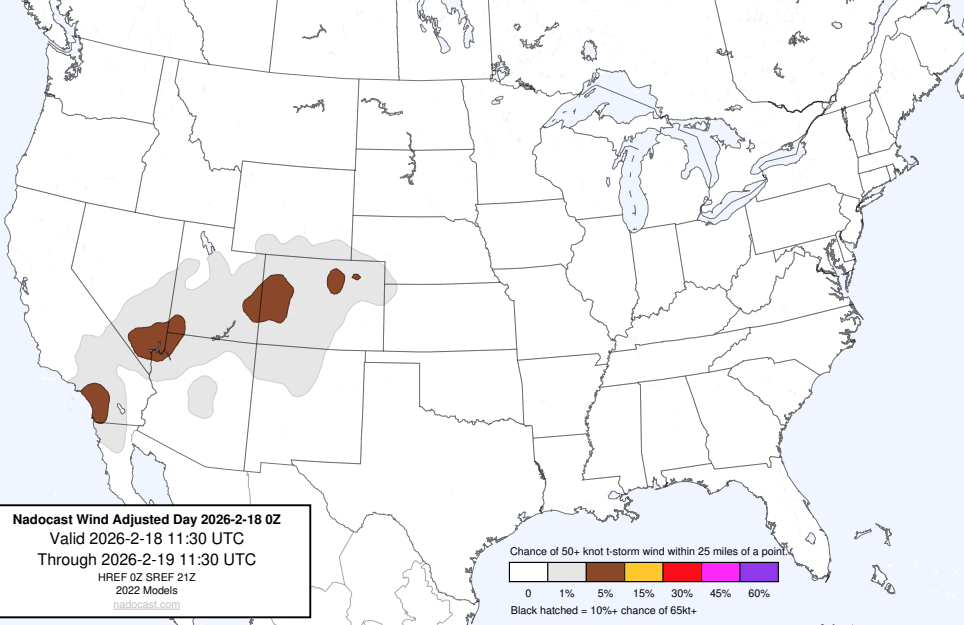 Nadocast Wind Adjusted Day 2026-2-18 0Z
Valid 2026-2-18 11:30 UTC
Through 2026-2-19 11:30 UTC
HREF 0Z SREF 21Z
2022 Models
nadocast.com
Chance of 50+ knot t-storm wind within 25 miles of a point.
0 1% 5% 15% 30% 45% 60%
Black hatched = 10%+ chance of 65kt+